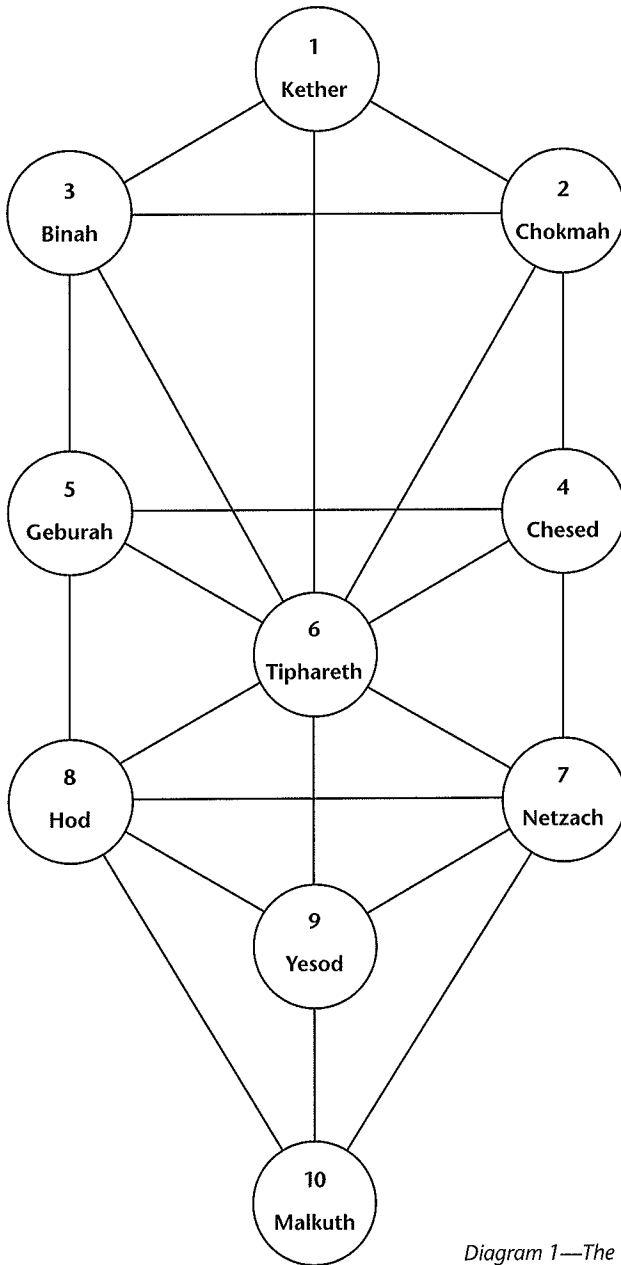 1
Kether
3
Binah
2
Chokmah
5
Geburah
4
Chesed
6
Tiphareth
8
Hod
7
Netzach
9
Yesod
10
Malkuth
Diagram 1—The